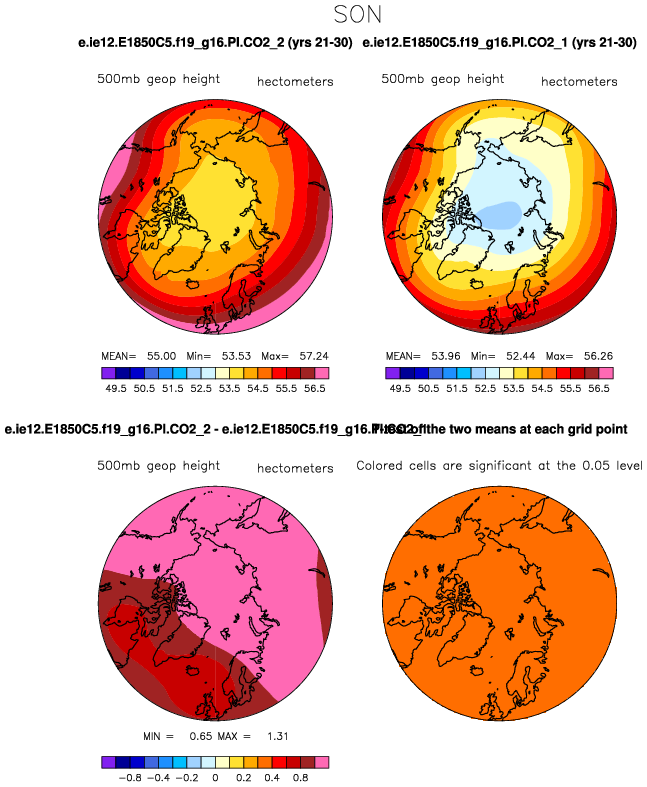 SON
e.ie12.E1850C5.f19_g16.PI.CO2_2 (yrs 21-30) e.ie12.E1850C5.f19_g16.PI.CO2_1 (yrs 21-30)
500mb geop height hectometers 500mb geop height hectometers
MEAN= 55.00 Min= 53.53 Max= 57.24 MEAN= 53.96 Min= 52.44 Max= 56.26
49.5 50.5 51.5 52.5 53.5 54.5 55.5 56.5 49.5 50.5 51.5 52.5 53.5 54.5 55.5 56.5
e.ie12.E1850C5.f19_g16.PI.CO2_2 - e.ie12.E1850C5.f19_g16.PI.CO2_1 the two means at each grid point
500mb geop height hectometers Colored cells are significant at the 0.05 level
MIN = 0.65 MAX = 1.31
-0.8 -0.4 -0.2 0 0.2 0.4 0.8